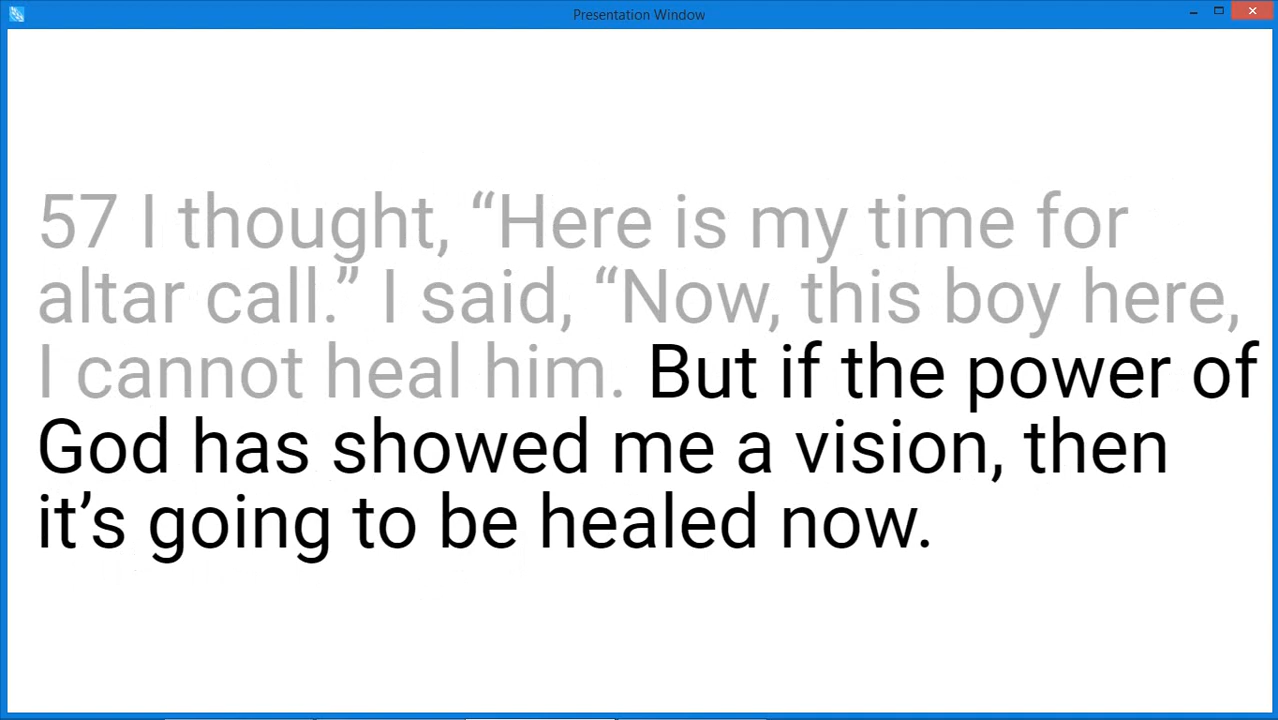 Presentation Window
57 I thought, “Here is my time for
altar call.” I said, “Now, this boy here,
I cannot heal him. But if the power of
God has showed me a vision, then
it’s going to be healed now.